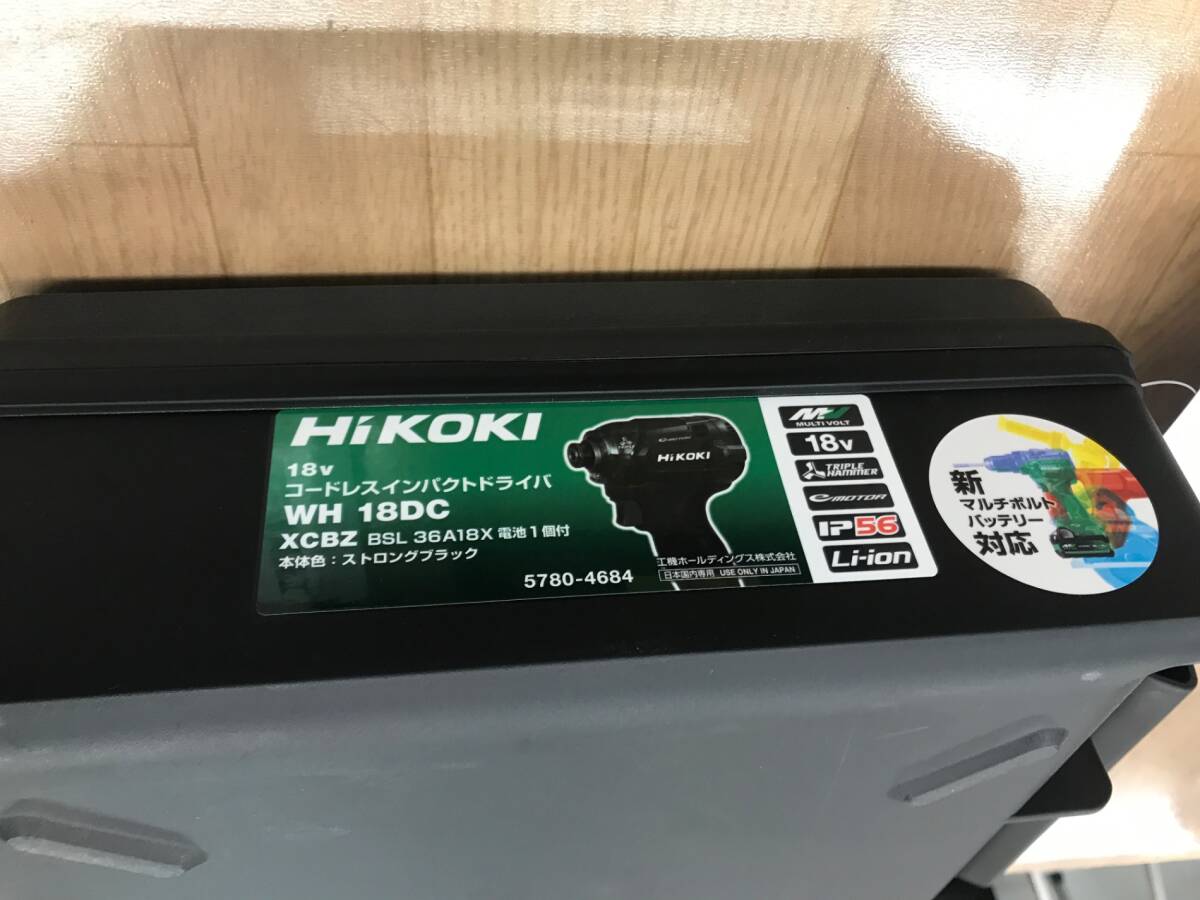 HiKOKI
18v
コードレスインパクトドライバ
WH 18DC
XCBZ BSL 36A18X 電池1個付
本体色：ストロングブラック
5780-4684
HiKOKI
工機ホールディングス株式会社
日本国内専用 USE ONLY IN JAPAN
MV
MULTI VOLT
18v
TRIPLE HAMMER
e-MOTOR
IP56
Li-ion
新
マルチボルト
バッテリー
対応